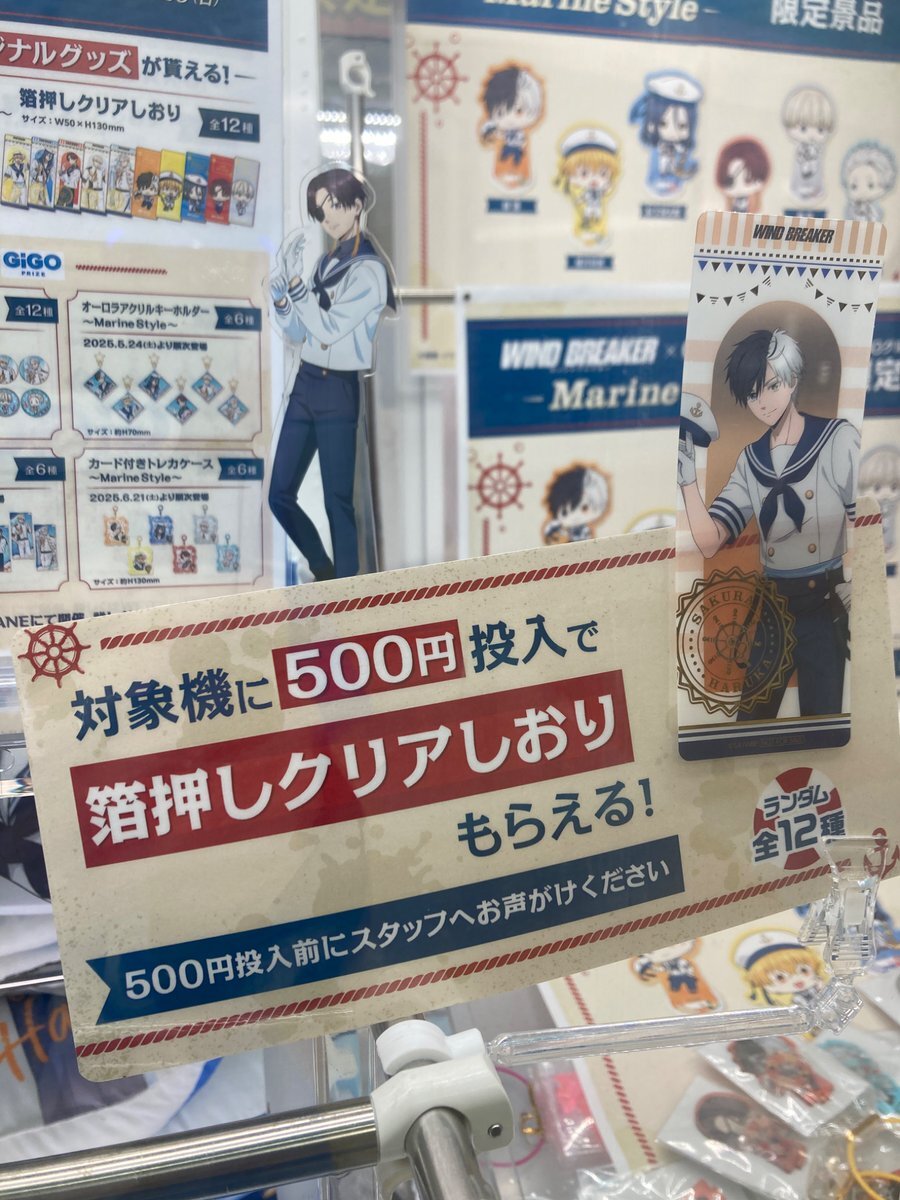 ジナルグッズが貰える!
箔押しクリアしおり
サイズ:W50×H130mm
全12種
GiGO
PRIZE
全12種
オーロラアクリルキーホルダー
~Marine Style~
全6種
2025.5.24(土)より順次登場
サイズ:約H70mm
全6種
カード付きトレカケース
~Marine Style~
全6種
2025.6.21(土)より順次登場
サイズ:約H130mm
Marine Style
限定景品
WIND BREAKER ×
Marine
WIND BREAKER
SAKURA
HARUKA
対象機に500円投入で
箔押しクリアしおり
もらえる!
ランダム
全12種
500円投入前にスタッフへお声がけください